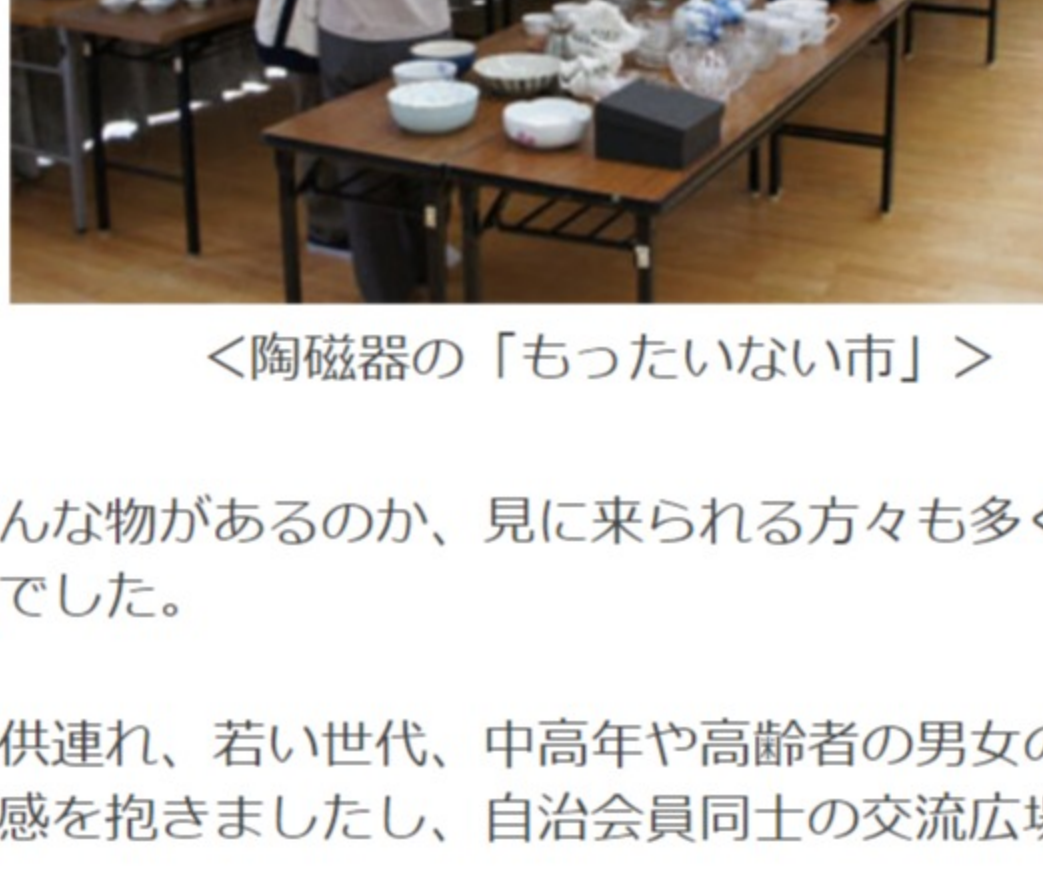 ＜陶磁器の「もったいない市」＞
んな物があるのか、見に来られる方々も多く
でした。
供連れ、若い世代、中高年や高齢者の男女の
感を抱きましたし、自治会員同士の交流広場